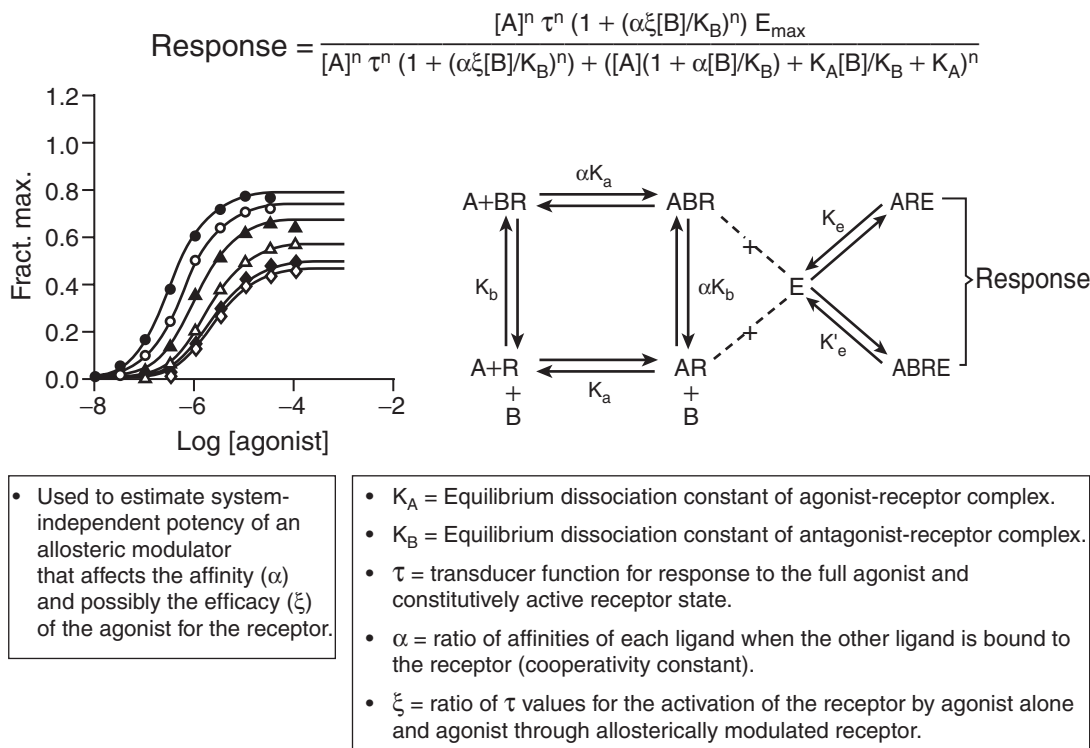 Response = [A]ⁿ τⁿ (1 + (αξ[B]/K_B)ⁿ) E_max
[A]ⁿ τⁿ (1 + (αξ[B]/K_B)ⁿ) + ([A](1 + α[B]/K_B) + K_A[B]/K_B + K_A)ⁿ
1.2
1.0
0.8
0.6
0.4
0.2
0.0
Fract. max.
−8
−6
−4
−2
Log [agonist]
A+BR
αK_a
ABR
K_b
αK_b
A+R
+
B
K_a
AR
+
B
+
+
E
K_e
K'_e
ARE
ABRE
Response
• Used to estimate system-
independent potency of an
allosteric modulator
that affects the affinity (α)
and possibly the efficacy (ξ)
of the agonist for the receptor.
• K_A = Equilibrium dissociation constant of agonist-receptor complex.
• K_B = Equilibrium dissociation constant of antagonist-receptor complex.
• τ = transducer function for response to the full agonist and
constitutively active receptor state.
• α = ratio of affinities of each ligand when the other ligand is bound to
the receptor (cooperativity constant).
• ξ = ratio of τ values for the activation of the receptor by agonist alone
and agonist through allosterically modulated receptor.